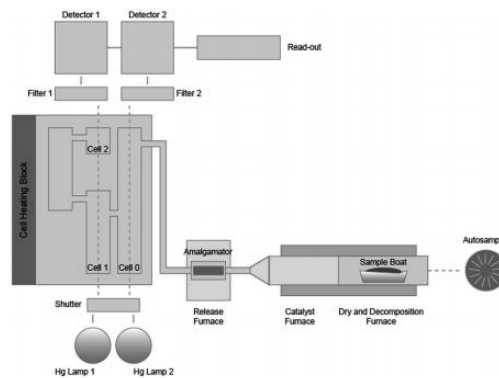 Detector 1
Detector 2
Read-out
Filter 1
Filter 2
Cell Heating Block
Cell 2
Cell 1
Cell 0
Amalgamator
Sample Boat
Autosamp
Shutter
Release
Furnace
Catalyst
Furnace
Dry and Decomposition
Furnace
Hg Lamp 1
Hg Lamp 2